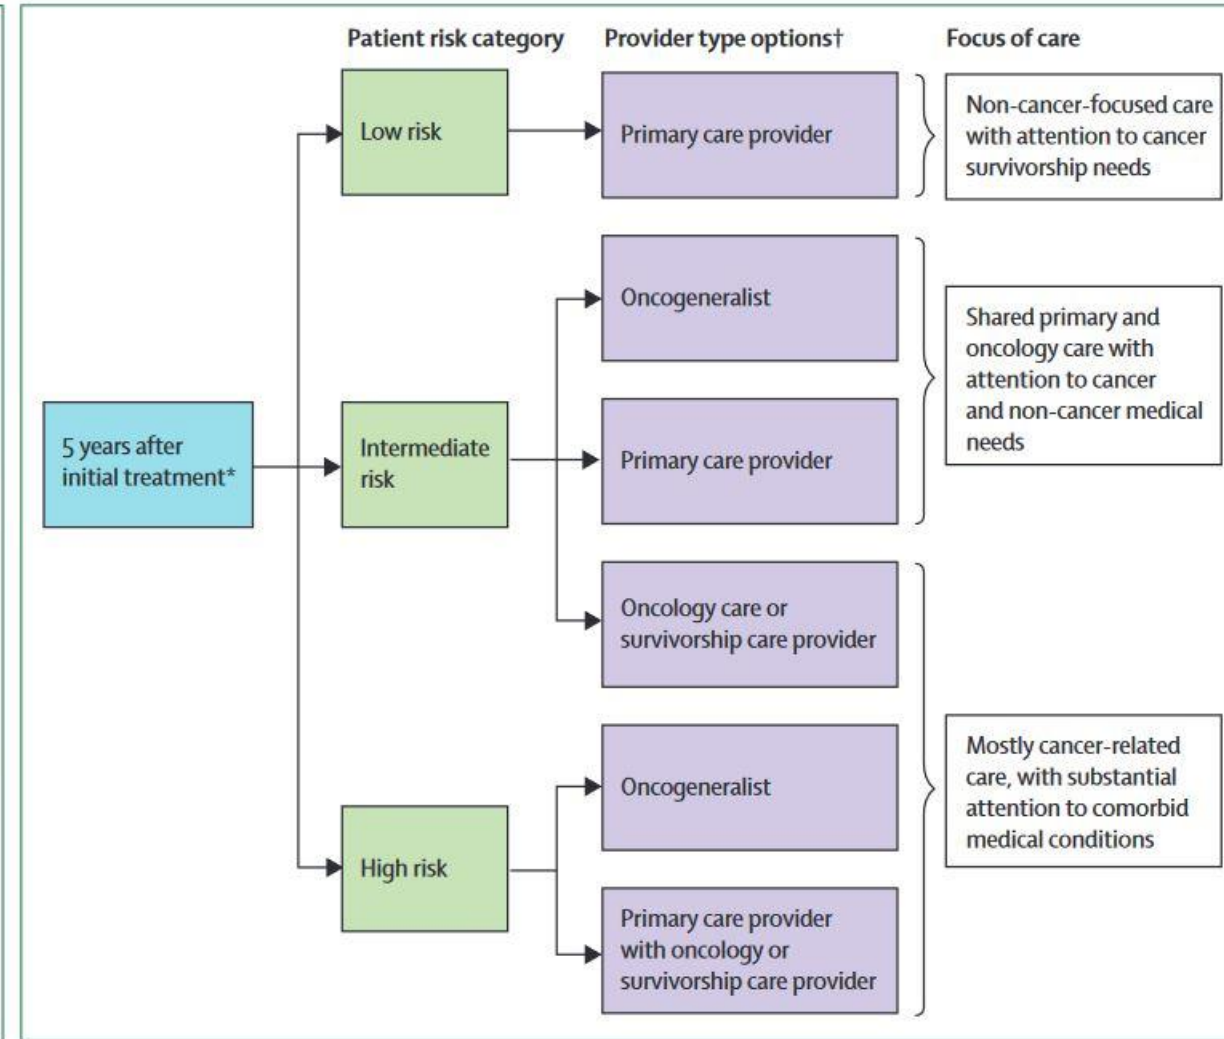 Patient risk category
Provider type options†
Focus of care
Low risk
Primary care provider
Non-cancer-focused care
with attention to cancer
survivorship needs
Oncogeneralist
Shared primary and
oncology care with
attention to cancer
and non-cancer medical
needs
5 years after
initial treatment*
Intermediate
risk
Primary care provider
Oncology care or
survivorship care provider
Oncogeneralist
Mostly cancer-related
care, with substantial
attention to comorbid
medical conditions
High risk
Primary care provider
with oncology or
survivorship care provider